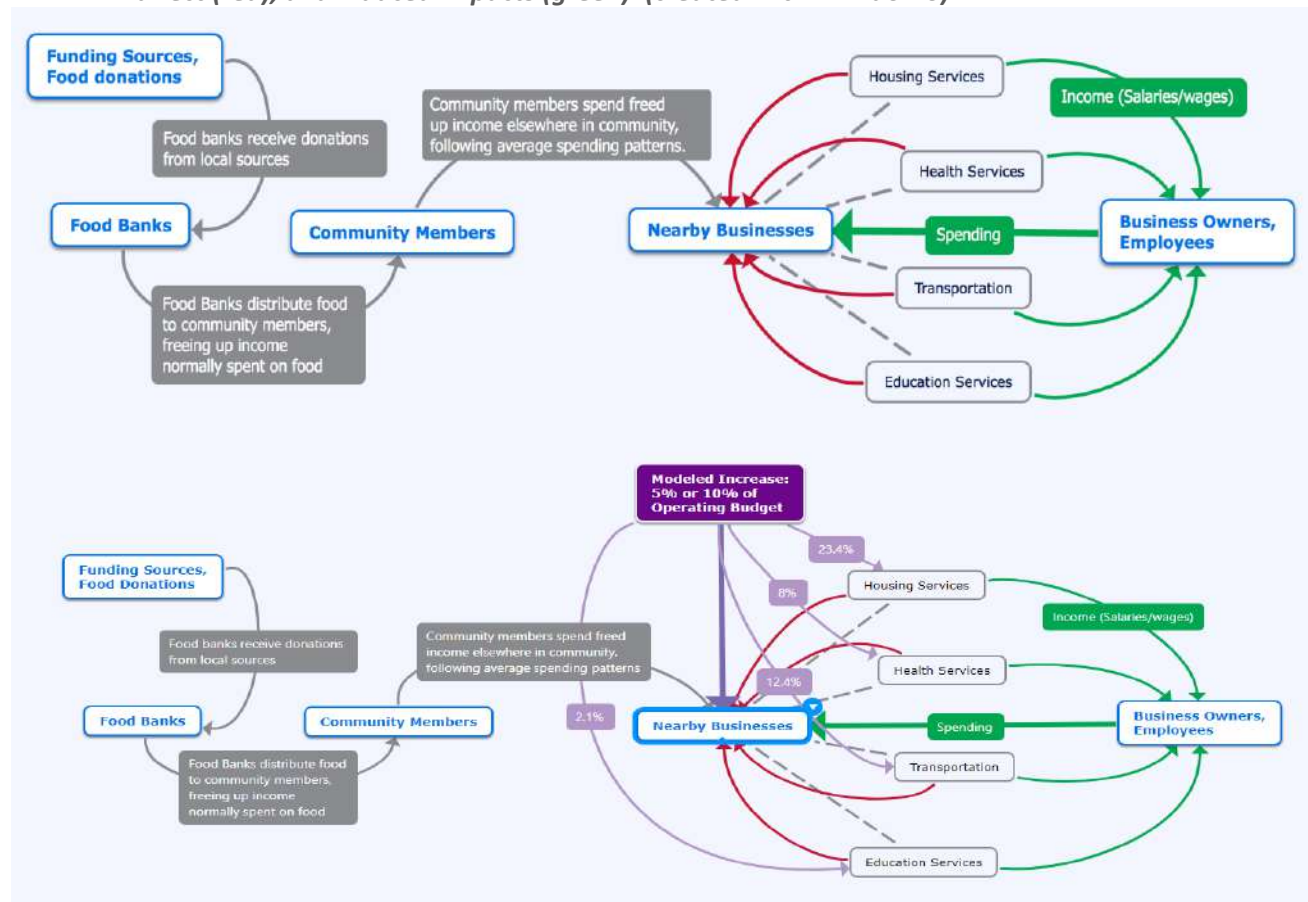 Funding Sources,
Food donations
Food banks receive donations
from local sources
Food Banks
Food Banks distribute food
to community members,
freeing up income
normally spent on food
Community Members
Community members spend freed
up income elsewhere in community,
following average spending patterns.
Nearby Businesses
Housing Services
Health Services
Transportation
Education Services
Income (Salaries/wages)
Spending
Business Owners,
Employees
Modeled Increase:
5% or 10% of
Operating Budget
23.4%
8%
12.4%
2.1%
Funding Sources,
Food Donations
Food banks receive donations
from local sources
Food Banks
Food Banks distribute food
to community members,
freeing up income
normally spent on food
Community Members
Community members spend freed
income elsewhere in community,
following average spending patterns
Nearby Businesses
Housing Services
Health Services
Transportation
Education Services
Income (Salaries/wages)
Spending
Business Owners,
Employees